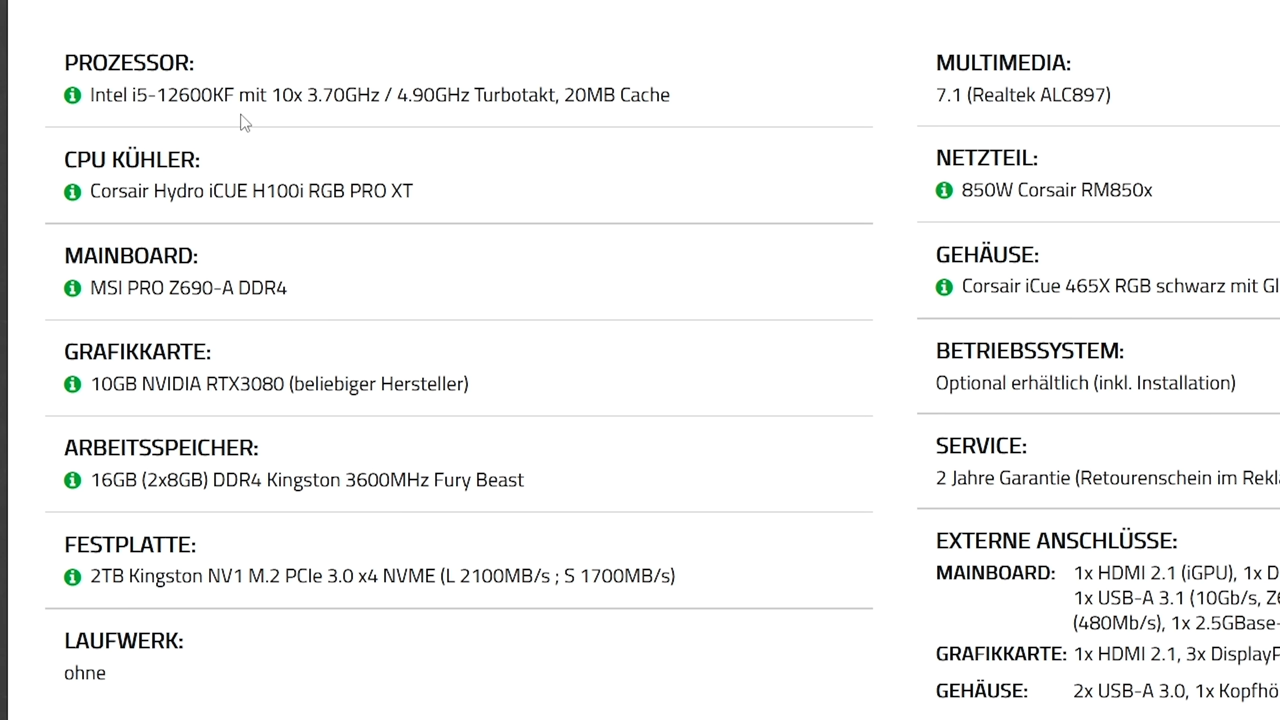 PROZESSOR:
Intel i5-12600KF mit 10x 3.70GHz / 4.90GHz Turbotakt, 20MB Cache
CPU KÜHLER:
Corsair Hydro iCUE H100i RGB PRO XT
MAINBOARD:
MSI PRO Z690-A DDR4
GRAFIKKARTE:
10GB NVIDIA RTX3080 (beliebiger Hersteller)
ARBEITSSPEICHER:
16GB (2x8GB) DDR4 Kingston 3600MHz Fury Beast
FESTPLATTE:
2TB Kingston NV1 M.2 PCIe 3.0 x4 NVME (L 2100MB/s ; S 1700MB/s)
LAUFWERK:
ohne
MULTIMEDIA:
7.1 (Realtek ALC897)
NETZTEIL:
850W Corsair RM850x
GEHÄUSE:
Corsair iCue 465X RGB schwarz mit
BETRIEBSSYSTEM:
Optional erhältlich (inkl. Installation)
SERVICE:
2 Jahre Garantie (Retourenschein im
EXTERNE ANSCHLÜSSE:
MAINBOARD: 1x HDMI 2.1 (iGPU), 1x
1x USB-A 3.1 (10Gb/s,
(480Mb/s), 1x 2.5GBase-
GRAFIKKARTE: 1x HDMI 2.1, 3x
GEHÄUSE: 2x USB-A 3.0, 1x